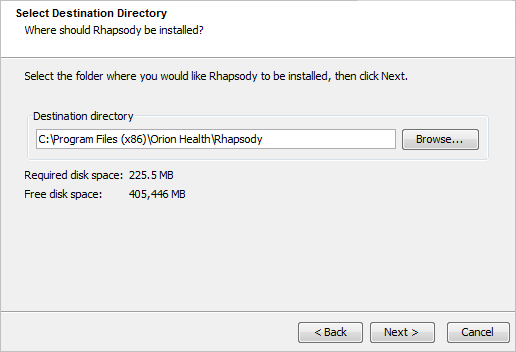 Select Destination Directory
Where should Rhapsody be installed?
Select the folder where you would like Rhapsody to be installed, then click Next.
Destination directory
C:\Program Files (x86)\Orion Health\Rhapsody
Browse...
Required disk space: 225.5 MB
Free disk space: 405,446 MB
< Back
Next >
Cancel